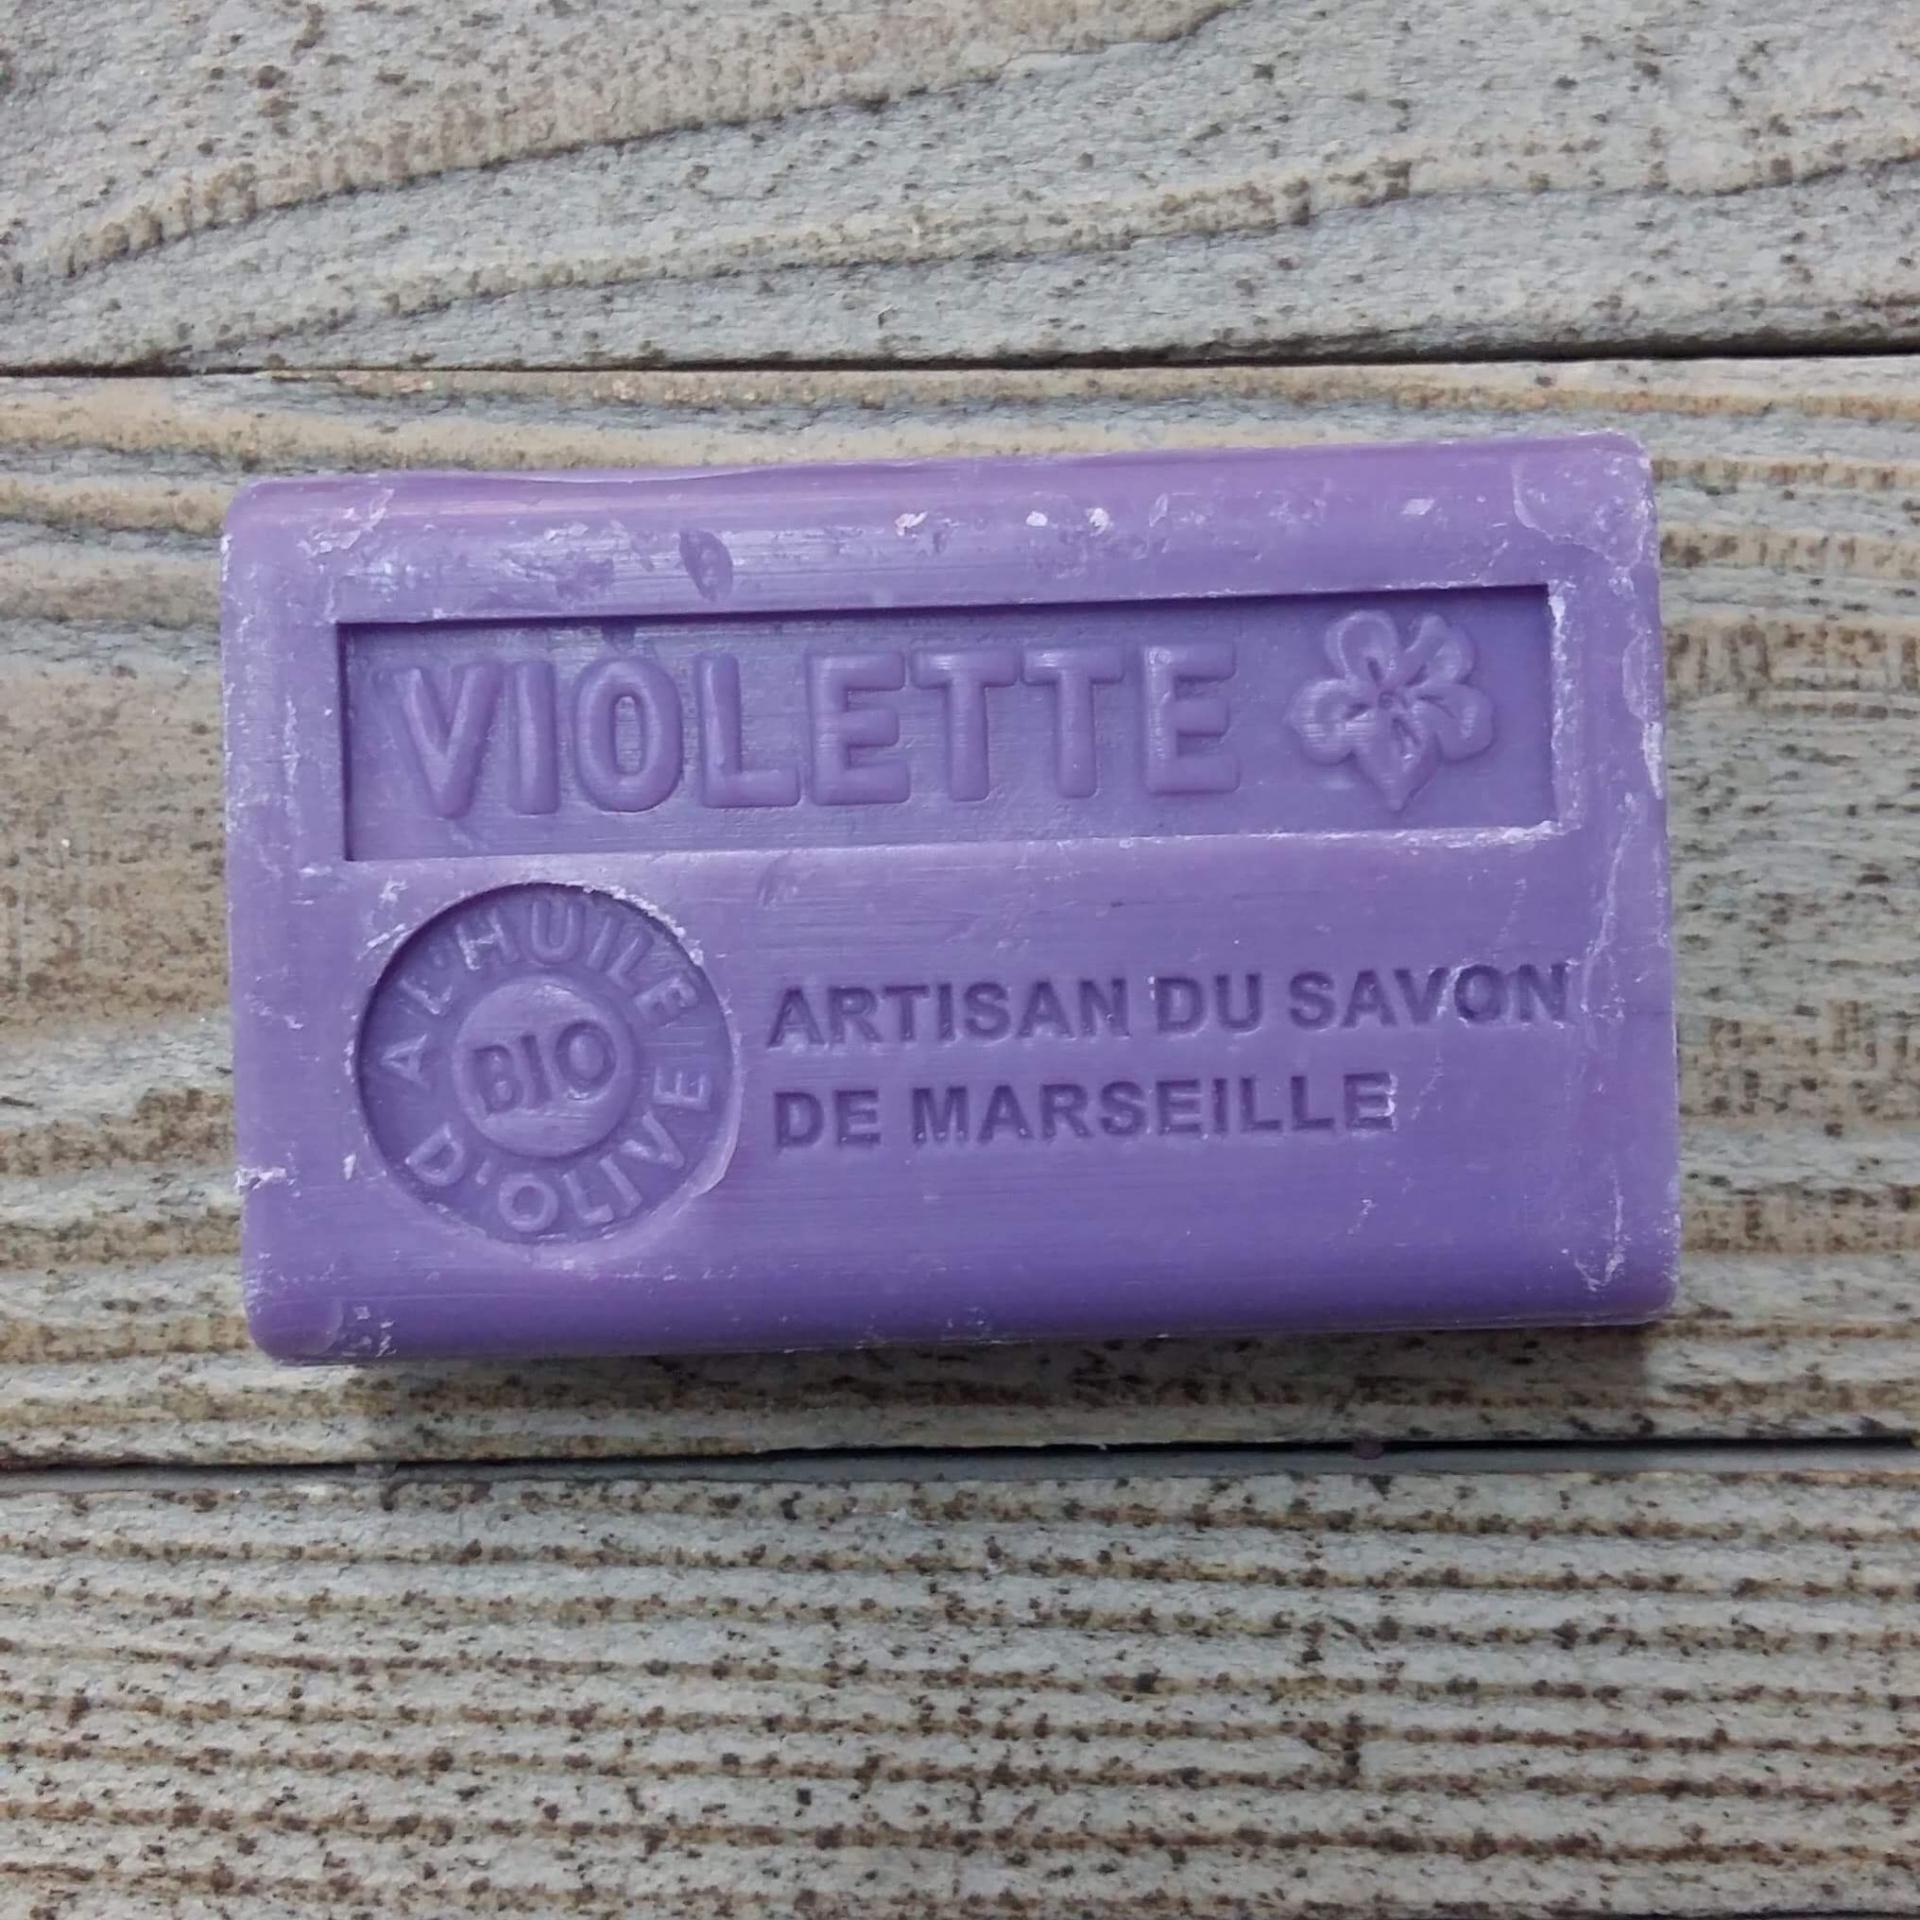 VIOLETTE
A L'HUILE
D'OLIVE
BIO
ARTISAN DU SAVON
DE MARSEILLE